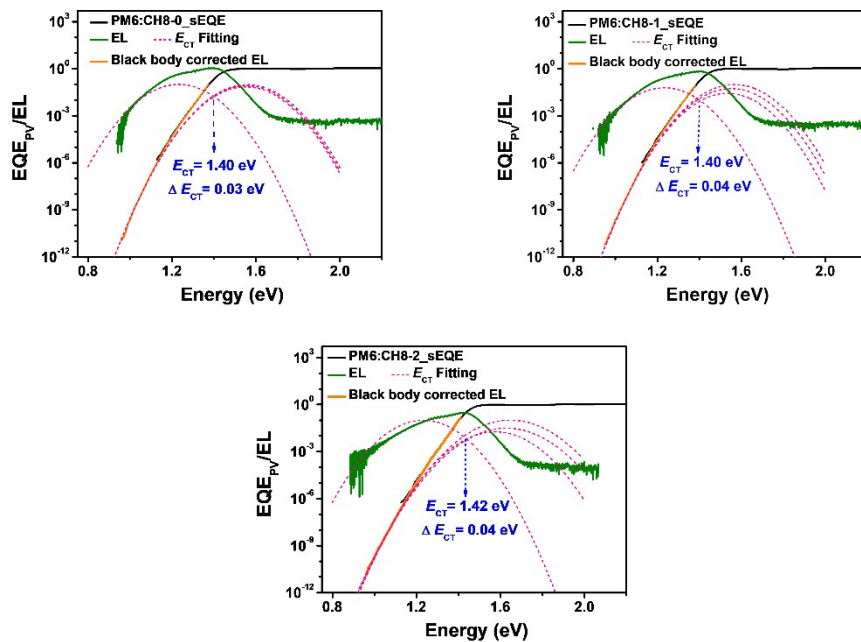 PM6:CH8-0_sEQE
EL E_CT Fitting
Black body corrected EL
EQE_PV/EL
10^3
10^0
10^-3
10^-6
10^-9
10^-12
E_CT= 1.40 eV
Δ E_CT= 0.03 eV
0.8 1.2 1.6 2.0
Energy (eV)
PM6:CH8-1_sEQE
EL E_CT Fitting
Black body corrected EL
EQE_PV/EL
10^3
10^0
10^-3
10^-6
10^-9
10^-12
E_CT= 1.40 eV
Δ E_CT= 0.04 eV
0.8 1.2 1.6 2.0
Energy (eV)
PM6:CH8-2_sEQE
EL E_CT Fitting
Black body corrected EL
EQE_PV/EL
10^3
10^0
10^-3
10^-6
10^-9
10^-12
E_CT= 1.42 eV
Δ E_CT= 0.04 eV
0.8 1.2 1.6 2.0
Energy (eV)